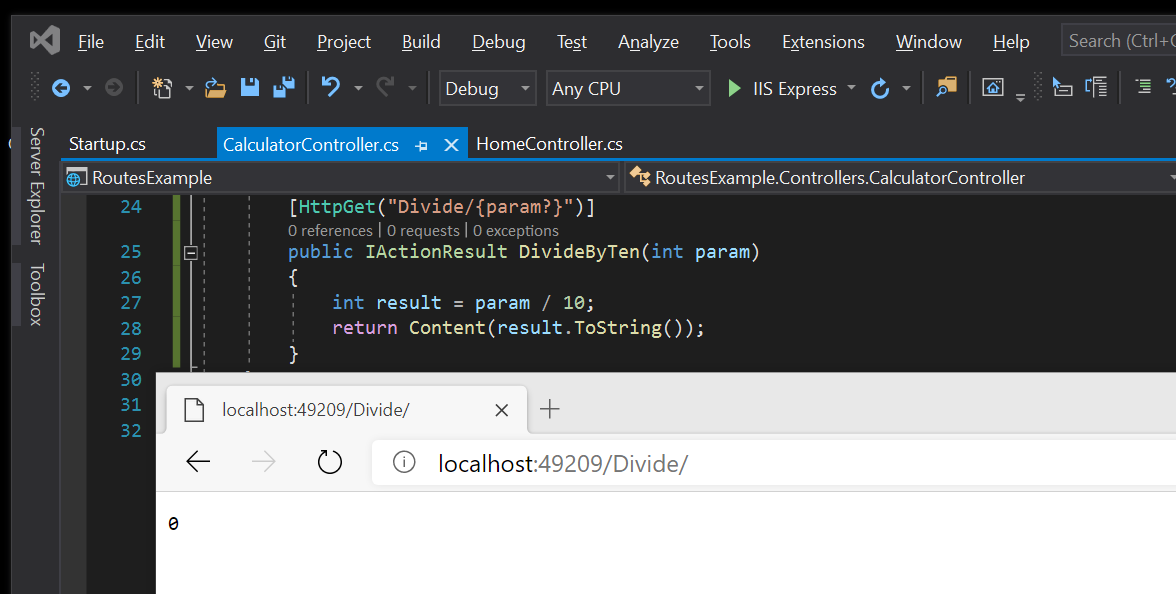 File Edit View Git Project Build Debug Test Analyze Tools Extensions Window Help Search (Ctrl+
Debug Any CPU IIS Express
Server Explorer
Toolbox
Startup.cs CalculatorController.cs HomeController.cs
RoutesExample RoutesExample.Controllers.CalculatorController
24 [HttpGet("Divide/{param?}")]
0 references | 0 requests | 0 exceptions
25 public IActionResult DivideByTen(int param)
26 {
27 int result = param / 10;
28 return Content(result.ToString());
29 }
30
31
32
localhost:49209/Divide/
localhost:49209/Divide/
0